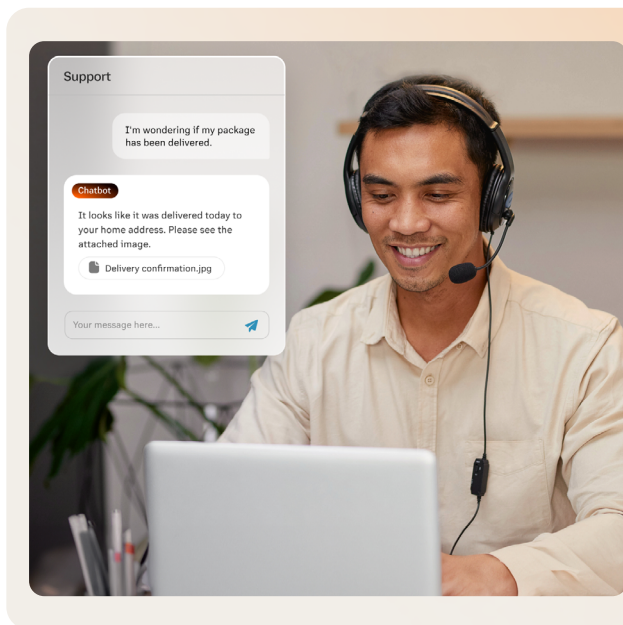 Support
I'm wondering if my package
has been delivered.
Chatbot
It looks like it was delivered today to
your home address. Please see the
attached image.
Delivery confirmation.jpg
Your message here...